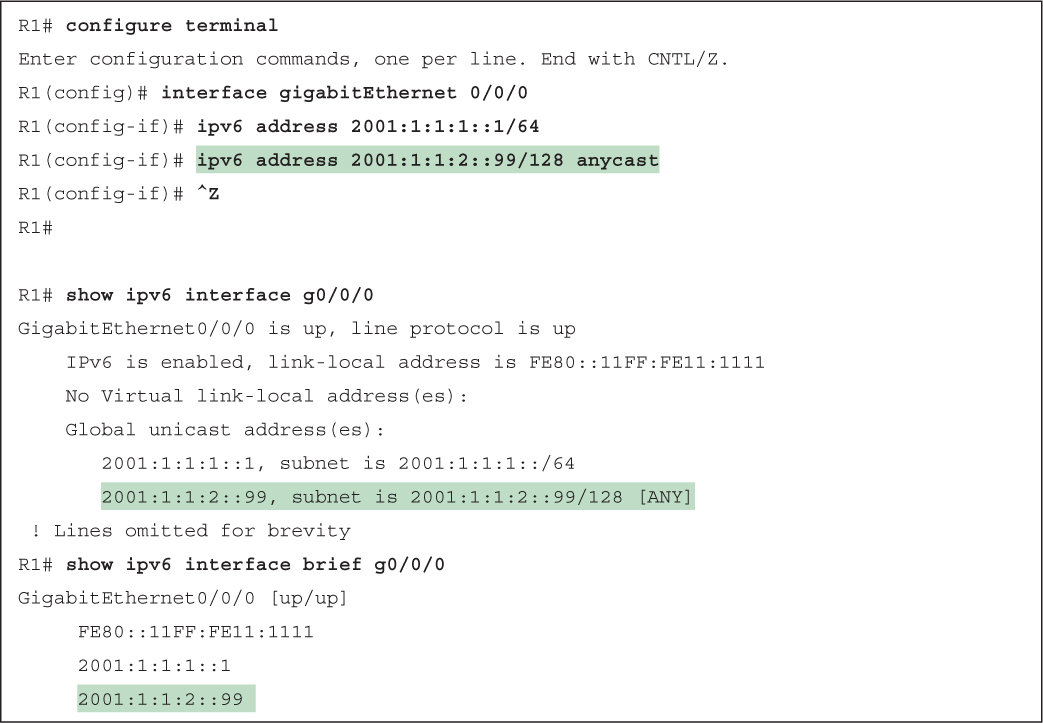 R1# configure terminal
Enter configuration commands, one per line. End with CNTL/Z.
R1(config)# interface gigabitEthernet 0/0/0
R1(config-if)# ipv6 address 2001:1:1:1::1/64
R1(config-if)# ipv6 address 2001:1:1:2::99/128 anycast
R1(config-if)# ^Z
R1#
R1# show ipv6 interface g0/0/0
GigabitEthernet0/0/0 is up, line protocol is up
IPv6 is enabled, link-local address is FE80::11FF:FE11:1111
No Virtual link-local address(es):
Global unicast address(es):
2001:1:1:1::1, subnet is 2001:1:1:1::/64
2001:1:1:2::99, subnet is 2001:1:1:2::99/128 [ANY]
! Lines omitted for brevity
R1# show ipv6 interface brief g0/0/0
GigabitEthernet0/0/0 [up/up]
FE80::11FF:FE11:1111
2001:1:1:1::1
2001:1:1:2::99